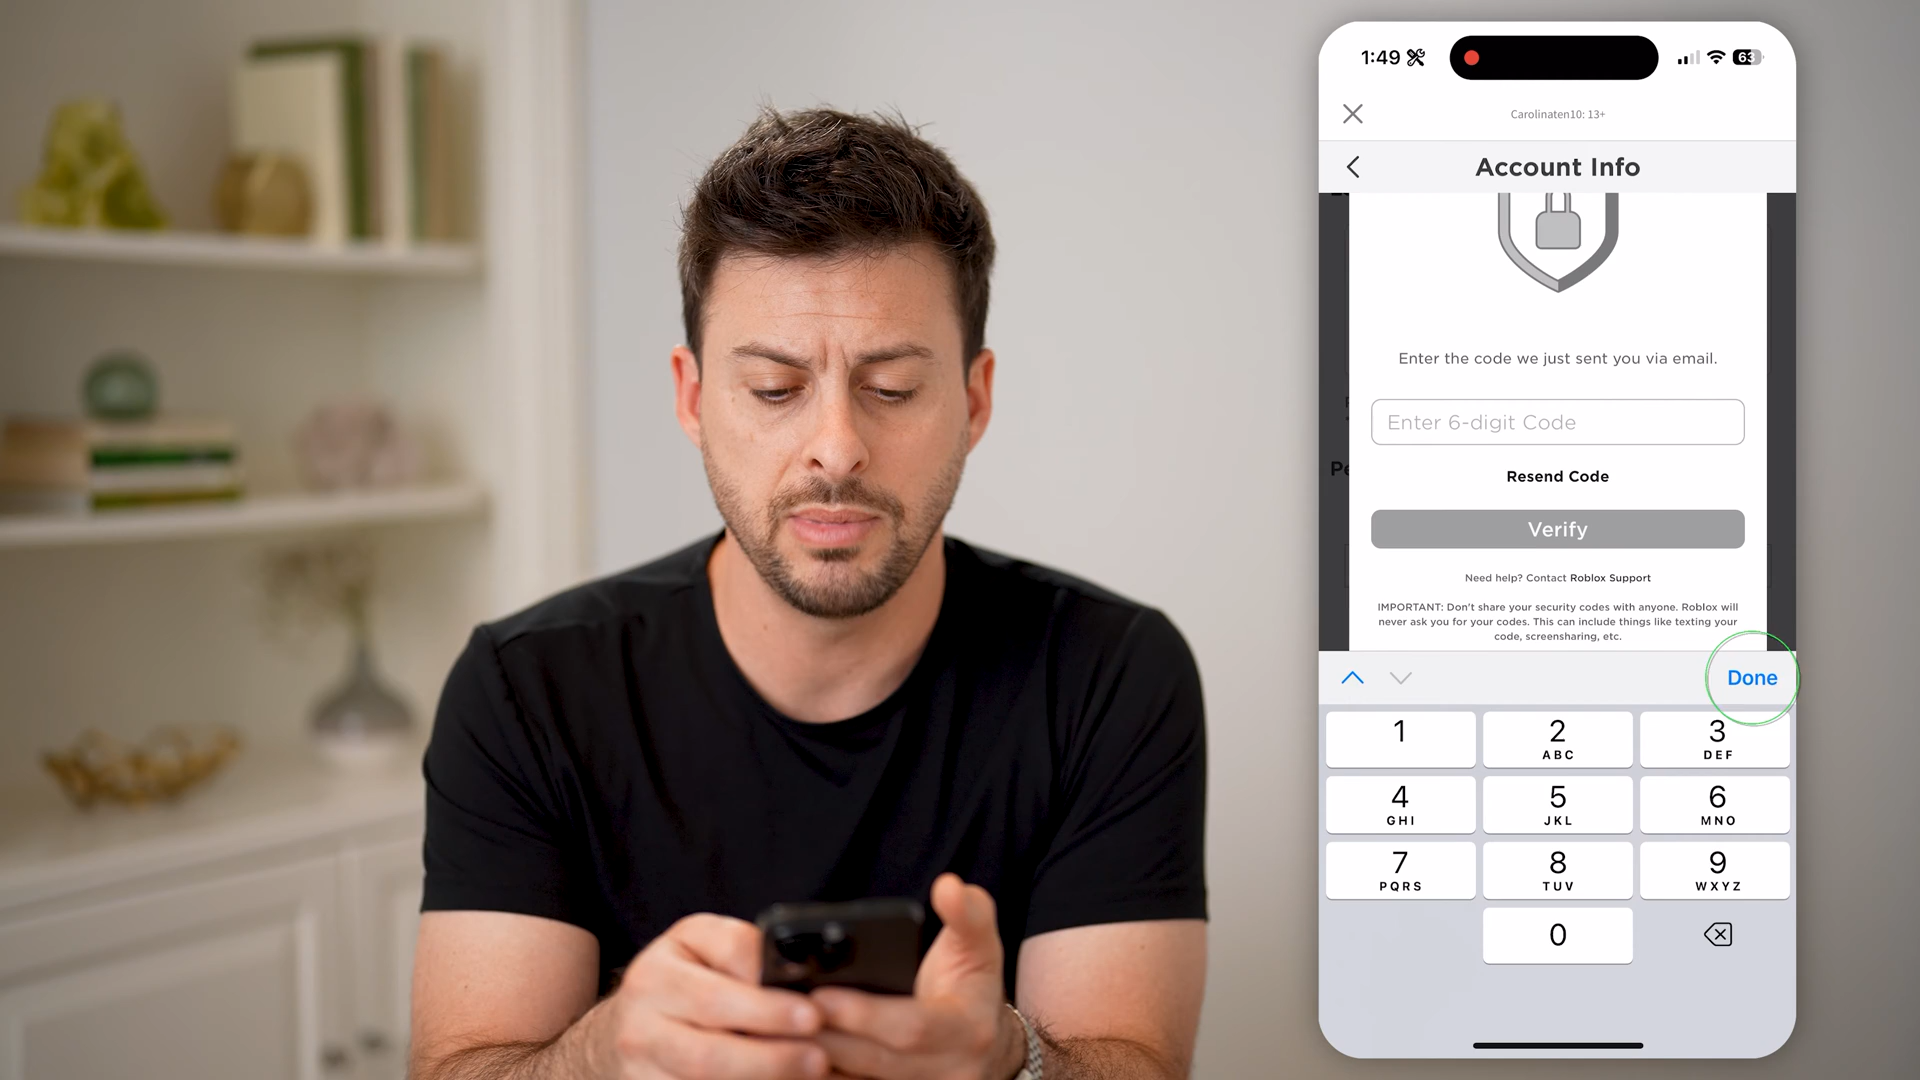 1:49
63
Carolinaten10: 13+
Account Info
Enter the code we just sent you via email.
Enter 6-digit Code
Resend Code
Verify
Need help? Contact Roblox Support
IMPORTANT: Don't share your security codes with anyone. Roblox will
never ask you for your codes. This can include things like texting your
code, screensharing, etc.
Done
1
2
ABC
3
DEF
4
GHI
5
JKL
6
MNO
7
PQRS
8
TUV
9
WXYZ
0